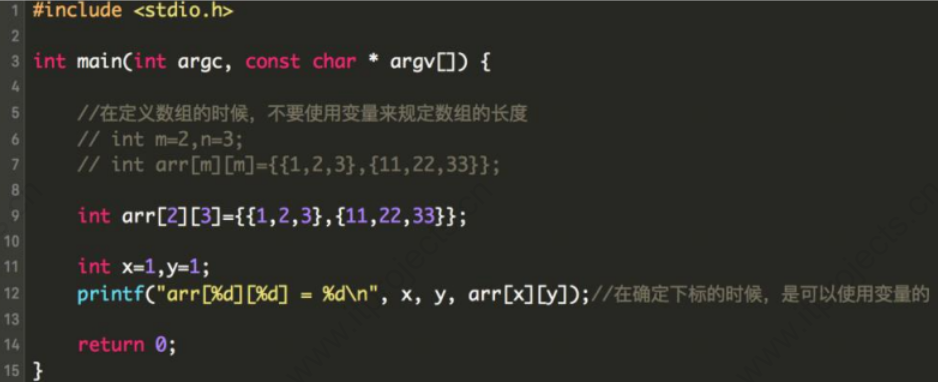 1 #include <stdio.h>
2
3 int main(int argc, const char * argv[]) {
4
5 //在定义数组的时候，不要使用变量来规定数组的长度
6 // int m=2,n=3;
7 // int arr[m][m]={{1,2,3},{11,22,33}};
8
9 int arr[2][3]={{1,2,3},{11,22,33}};
10
11 int x=1,y=1;
12 printf("arr[%d][%d] = %d\n", x, y, arr[x][y]);//在确定下标的时候，是可以使用变量的
13
14 return 0;
15 }